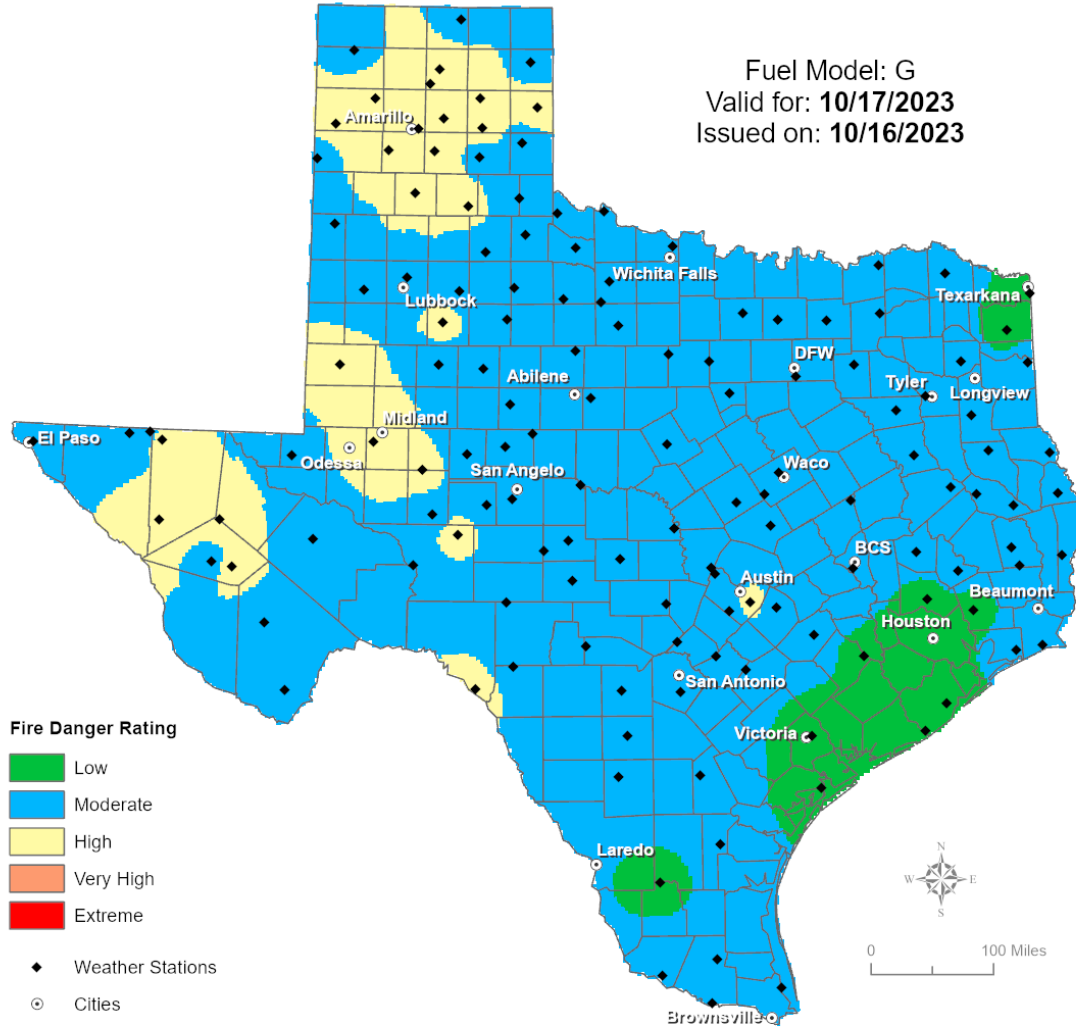 Fuel Model: G
Valid for: 10/17/2023
Issued on: 10/16/2023
Amarillo
Wichita Falls
Lubbock
Texarkana
DFW
Abilene
Tyler
Longview
Midland
El Paso
Odessa
San Angelo
Waco
BCS
Austin
Beaumont
Houston
San Antonio
Victoria
Laredo
Brownsville
Fire Danger Rating
Low
Moderate
High
Very High
Extreme
Weather Stations
Cities
N
W E
S
0 100 Miles